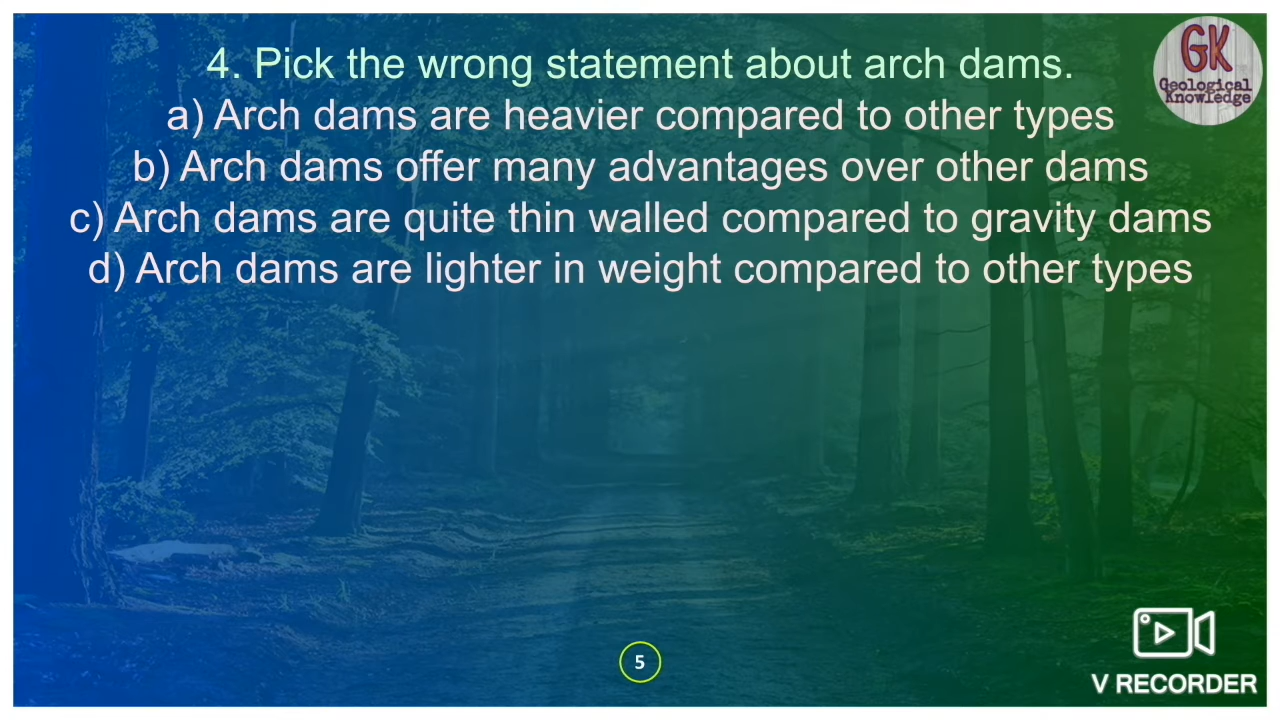 4. Pick the wrong statement about arch dams.
a) Arch dams are heavier compared to other types
b) Arch dams offer many advantages over other dams
c) Arch dams are quite thin walled compared to gravity dams
d) Arch dams are lighter in weight compared to other types
GK
Geological
Knowledge
5
V RECORDER